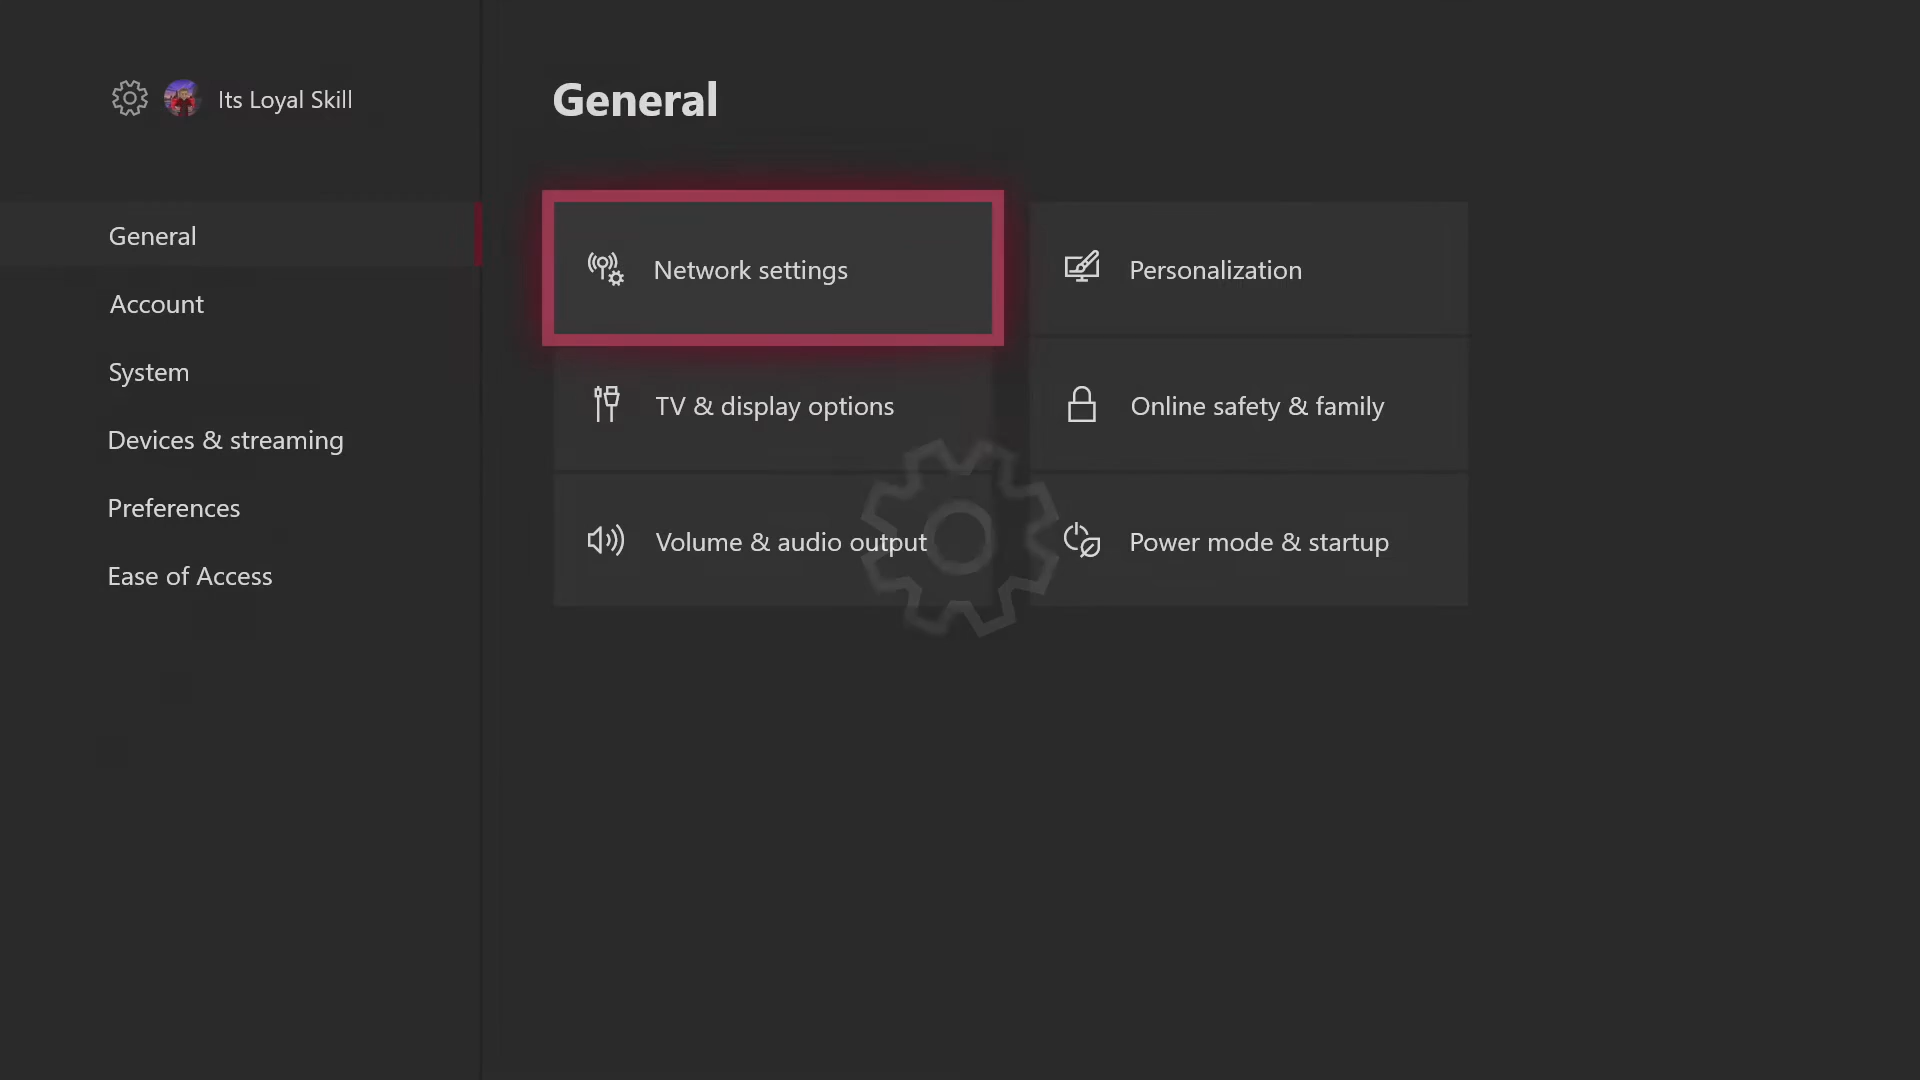 Its Loyal Skill
General
Account
System
Devices & streaming
Preferences
Ease of Access
General
Network settings
Personalization
TV & display options
Online safety & family
Volume & audio output
Power mode & startup